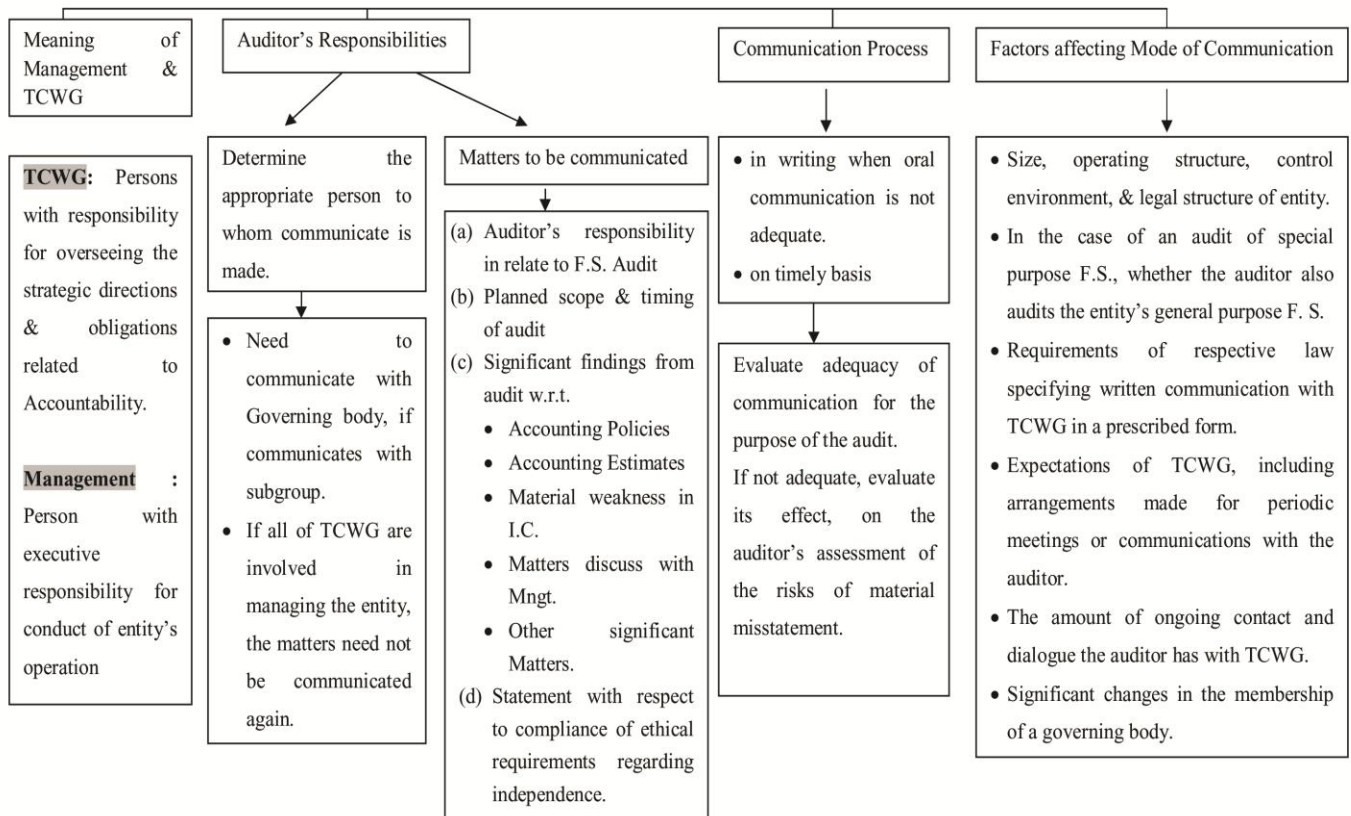 Meaning of
Management &
TCWG
TCWG: Persons
with responsibility
for overseeing the
strategic directions
& obligations
related to
Accountability.
Management :
Person with
executive
responsibility for
conduct of entity’s
operation
Auditor’s Responsibilities
Determine the
appropriate person to
whom communicate is
made.
• Need to
communicate with
Governing body, if
communicates with
subgroup.
• If all of TCWG are
involved in
managing the entity,
the matters need not
be communicated
again.
Matters to be communicated
(a) Auditor’s responsibility
in relate to F.S. Audit
(b) Planned scope & timing
of audit
(c) Significant findings from
audit w.r.t.
• Accounting Policies
• Accounting Estimates
• Material weakness in
I.C.
• Matters discuss with
Mngt.
• Other significant
Matters.
(d) Statement with respect
to compliance of ethical
requirements regarding
independence.
Communication Process
• in writing when oral
communication is not
adequate.
• on timely basis
Evaluate adequacy of
communication for the
purpose of the audit.
If not adequate, evaluate
its effect, on the
auditor’s assessment of
the risks of material
misstatement.
Factors affecting Mode of Communication
• Size, operating structure, control
environment, & legal structure of entity.
• In the case of an audit of special
purpose F.S., whether the auditor also
audits the entity’s general purpose F. S.
• Requirements of respective law
specifying written communication with
TCWG in a prescribed form.
• Expectations of TCWG, including
arrangements made for periodic
meetings or communications with the
auditor.
• The amount of ongoing contact and
dialogue the auditor has with TCWG.
• Significant changes in the membership
of a governing body.